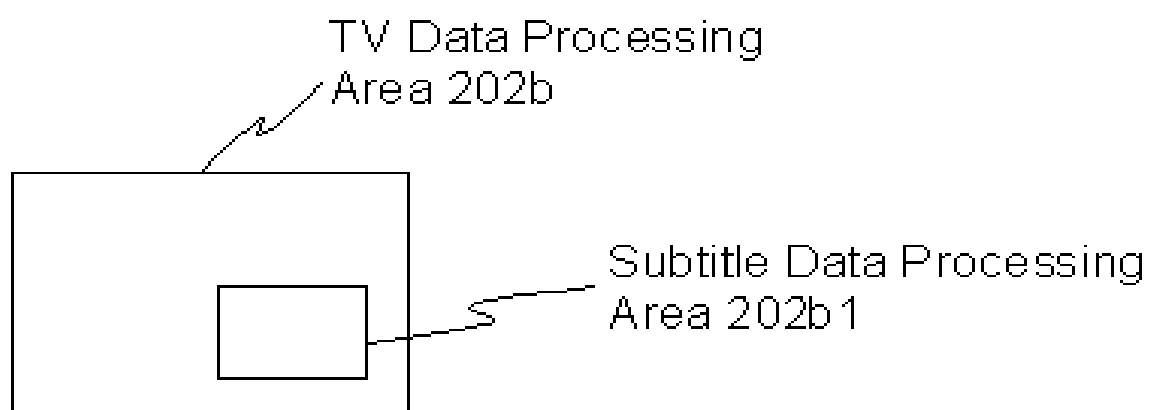 TV Data Processing
Area 202b
Subtitle Data Processing
Area 202b1